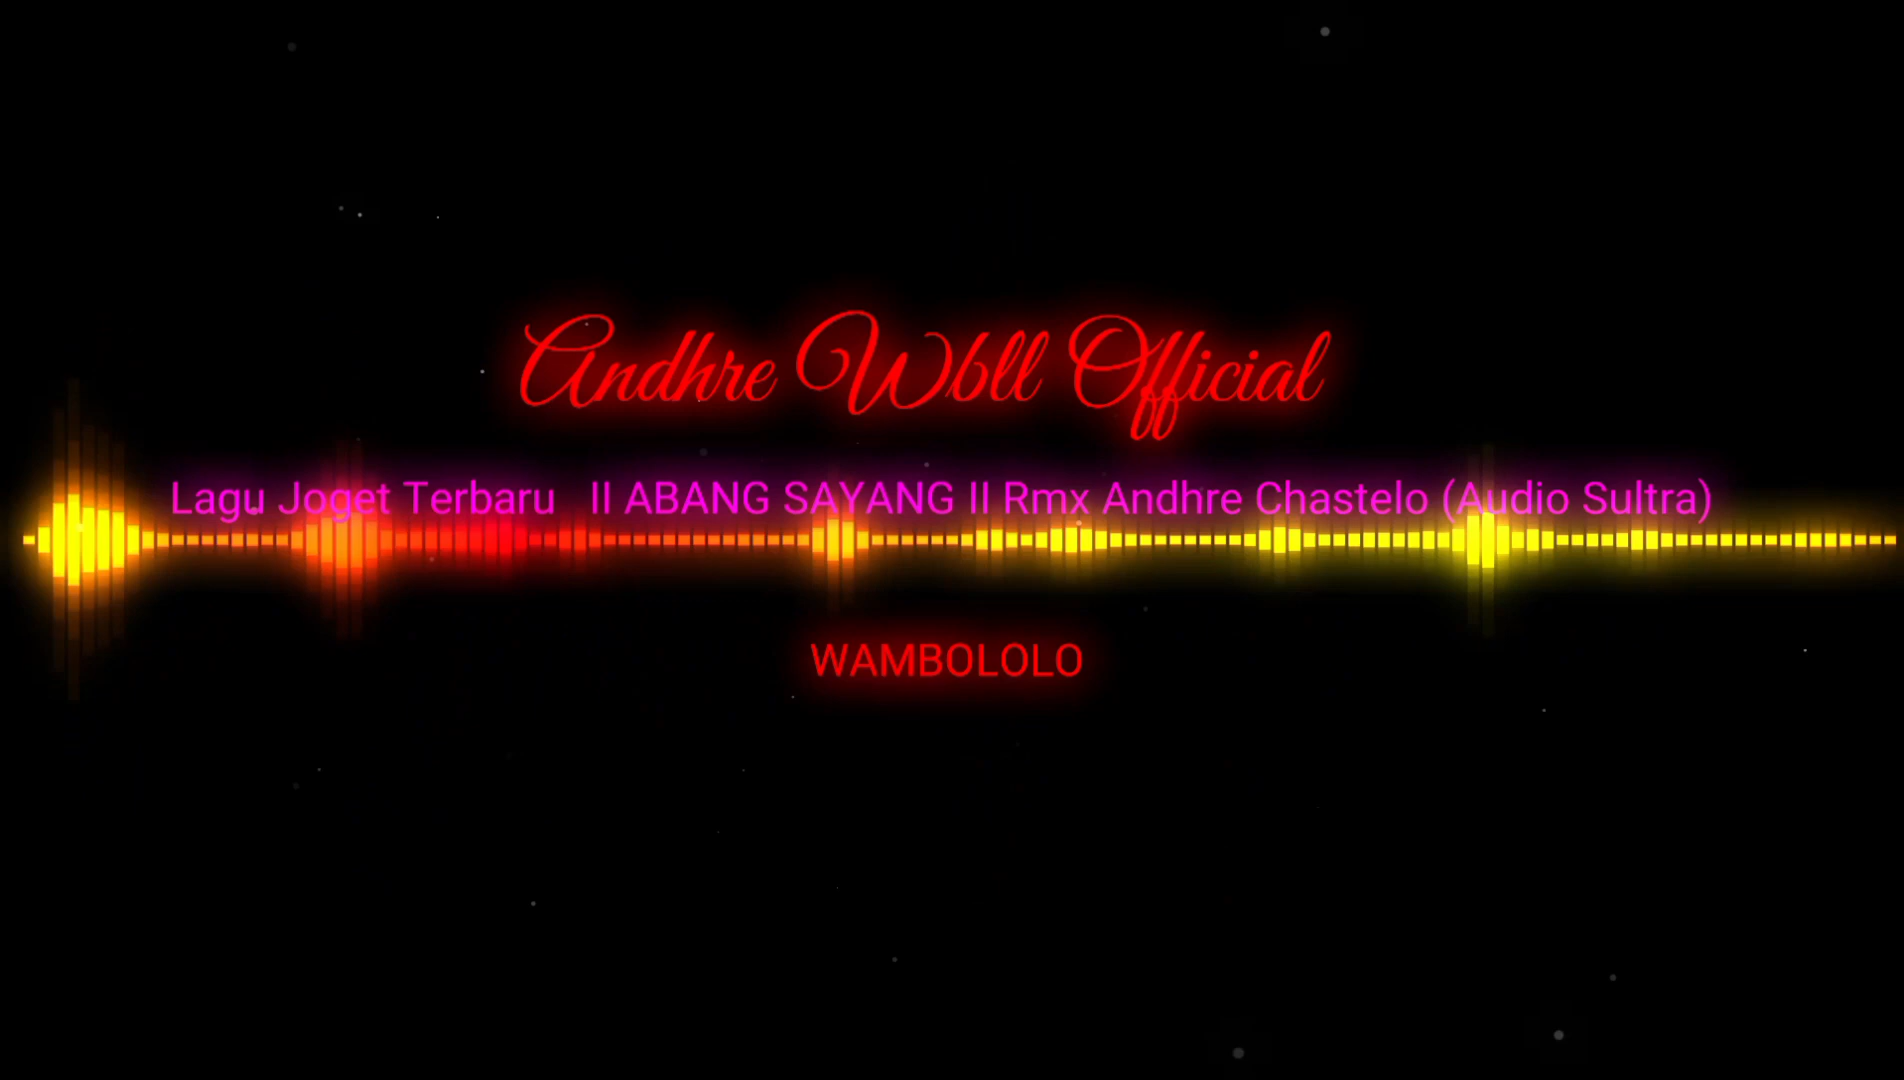 Andhre Wbll Official
Lagu Joget Terbaru II ABANG SAYANG II Rmx Andhre Chastelo (Audio Sultra)
WAMBOLOLO